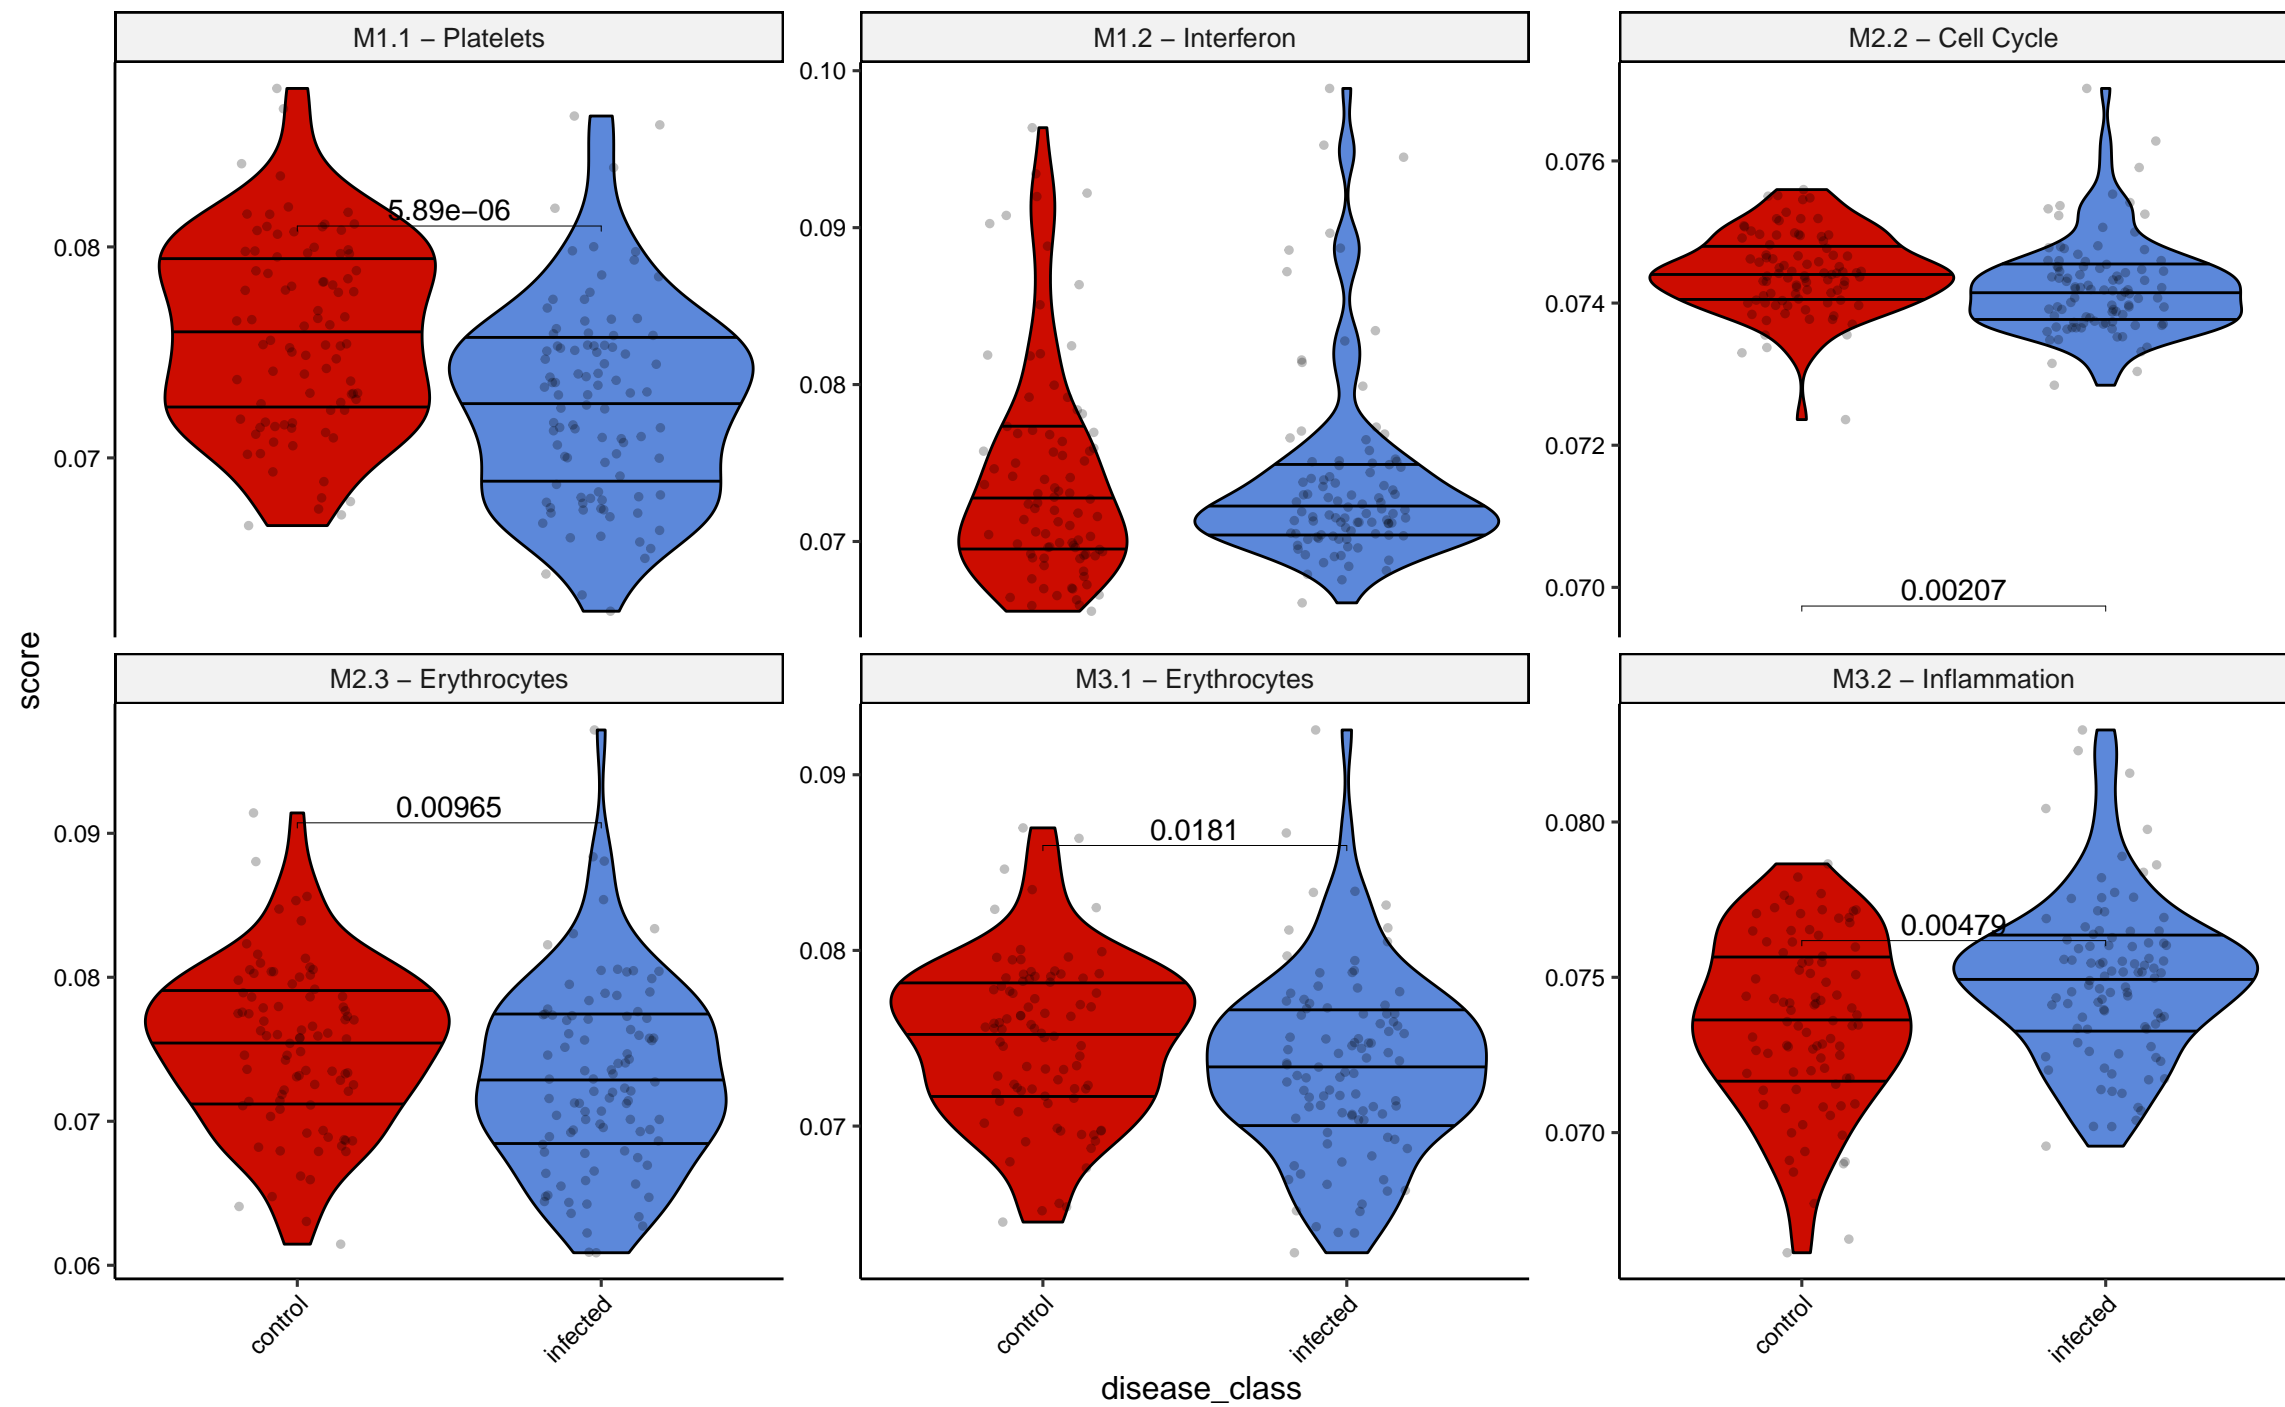 M1.1 – Platelets
M1.2 – Interferon
M2.2 – Cell Cycle
0.08
0.07
5.89e−06
0.10
0.09
0.08
0.07
0.076
0.074
0.072
0.070
0.00207
score
M2.3 – Erythrocytes
M3.1 – Erythrocytes
M3.2 – Inflammation
0.09
0.08
0.07
0.06
0.00965
0.09
0.08
0.07
0.0181
0.080
0.075
0.070
0.00479
control
infected
control
infected
control
infected
disease_class